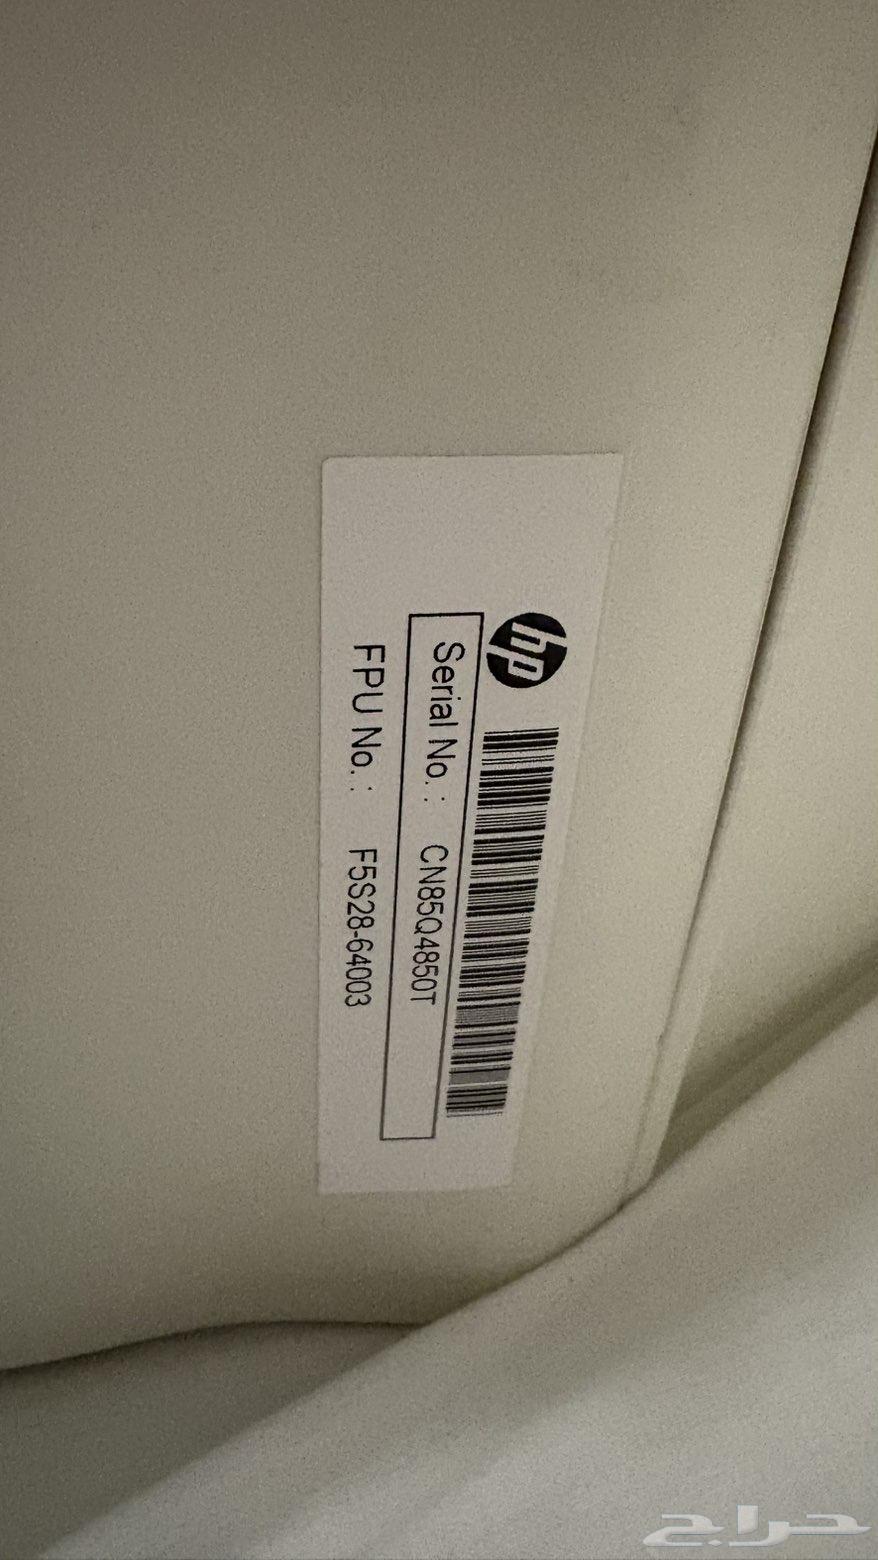 hp
Serial No. : CN85Q4850T
FPU No. : F5S28-64003
حراج